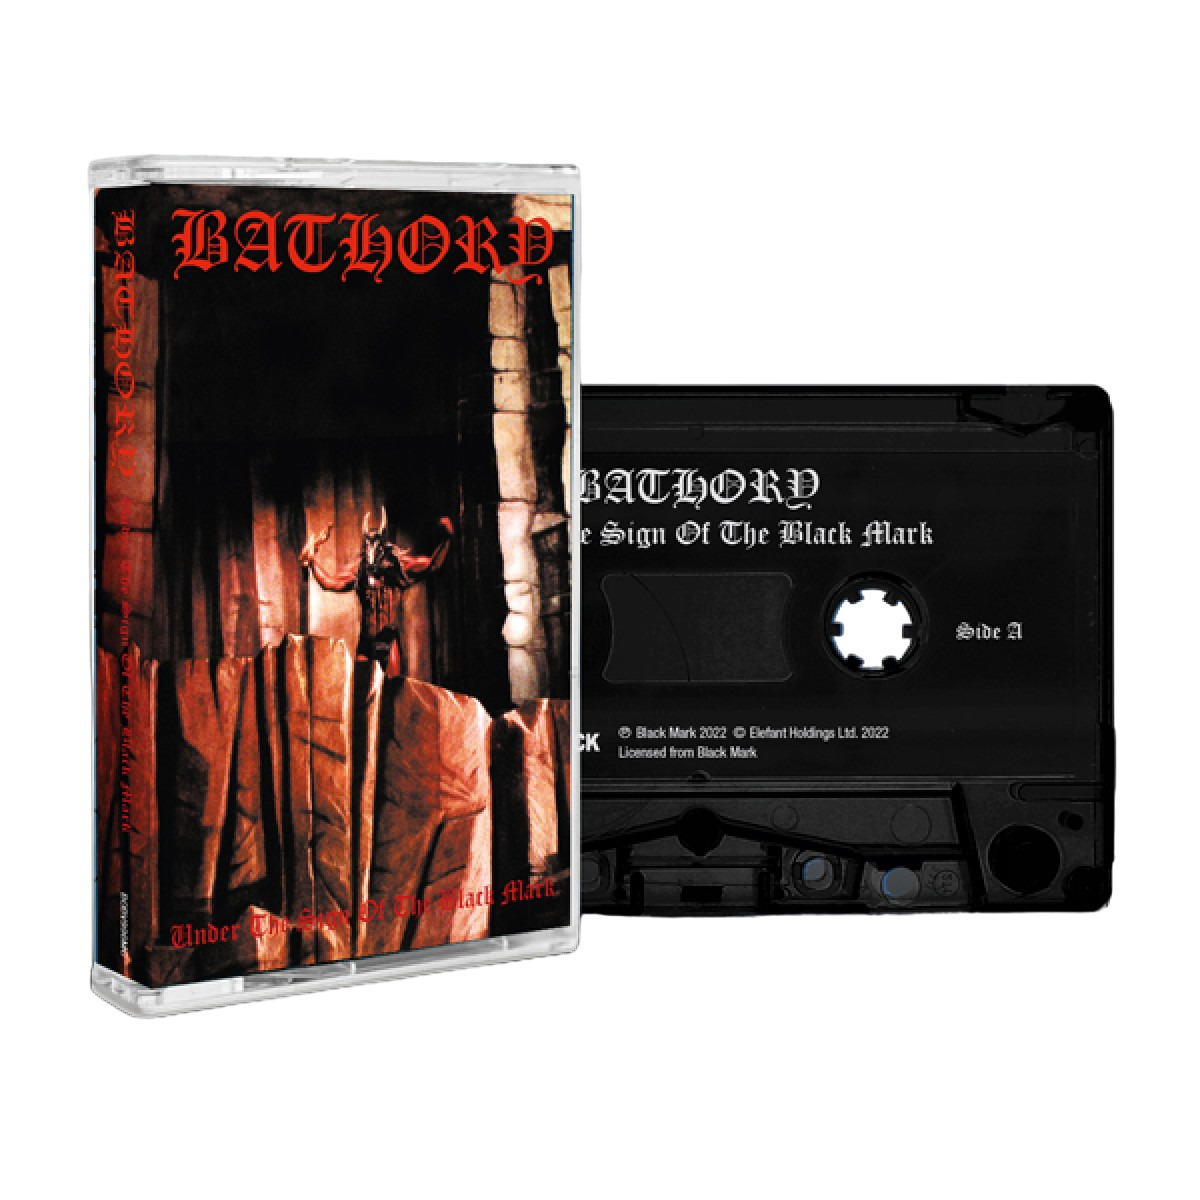 BATHORY
BATHORY
Under The Sign Of The Black Mark
Under The Sign Of The Black Mark
BATHORY
e Sign Of The Black Mark
Side A
CK
℗ Black Mark 2022 © Elefant Holdings Ltd. 2022
Licensed from Black Mark